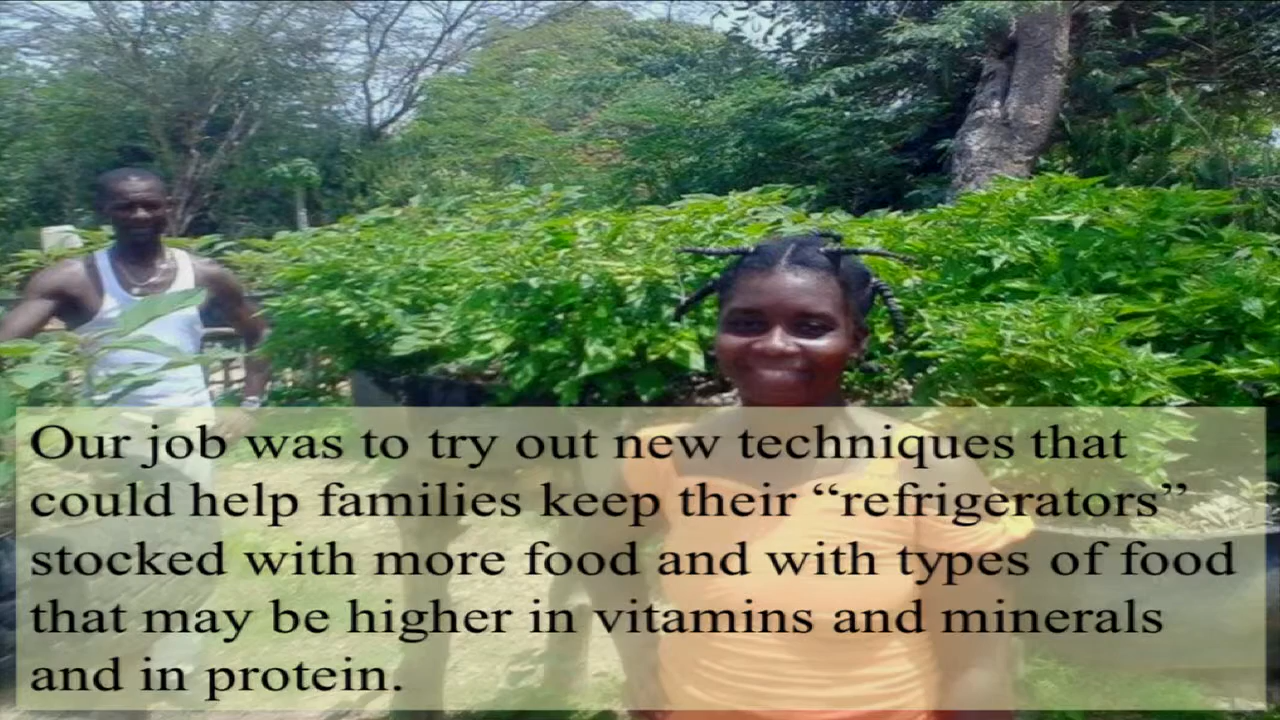 Our job was to try out new techniques that
could help families keep their “refrigerators”
stocked with more food and with types of food
that may be higher in vitamins and minerals
and in protein.